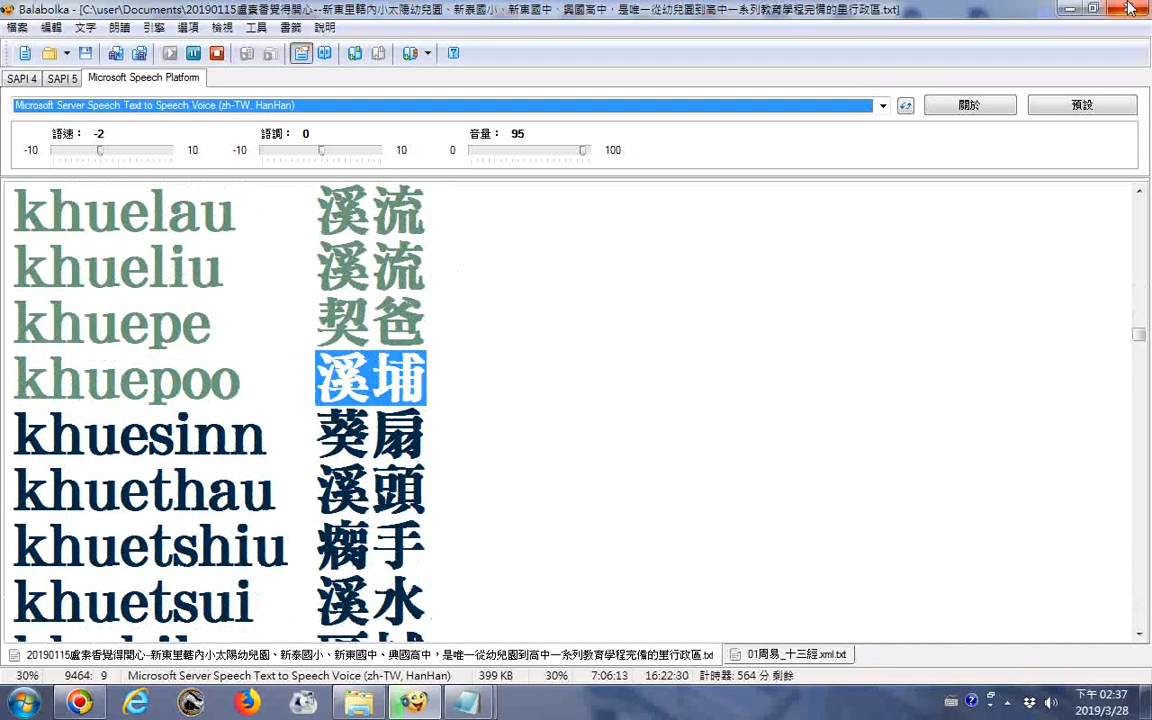 Balabolka - [C:\user\Documents\20190115盧素香覺得開心--新東里轄內小太陽幼兒園、新泰國小、新東國中、興國高中，是唯一從幼兒園到高中一系列教育學程完備的里行政區.txt]
檔案 編輯 文字 朗讀 引擎 選項 檢視 工具 書籤 說明
SAPI 4 SAPI 5 Microsoft Speech Platform
Microsoft Server Speech Text to Speech Voice (zh-TW, HanHan) 關於 預設
語速： -2 語調： 0 音量： 95
-10 10 -10 10 0 100
khuelau 溪流
khueliu 溪流
khuepe 契爸
khuepoo 溪埔
khuesinn 葵扇
khuethau 溪頭
khuetshiu 瘸手
khuetsui 溪水
20190115盧素香覺得開心--新東里轄內小太陽幼兒園、新泰國小、新東國中、興國高中，是唯一從幼兒園到高中一系列教育學程完備的里行政區.txt 01周易_十三經.xml.txt
30% 9464: 9 Microsoft Server Speech Text to Speech Voice (zh-TW, HanHan) 399 KB 30% 7:06:13 16:22:30 計時器: 564 分 剩餘
下午 02:37
2019/3/28